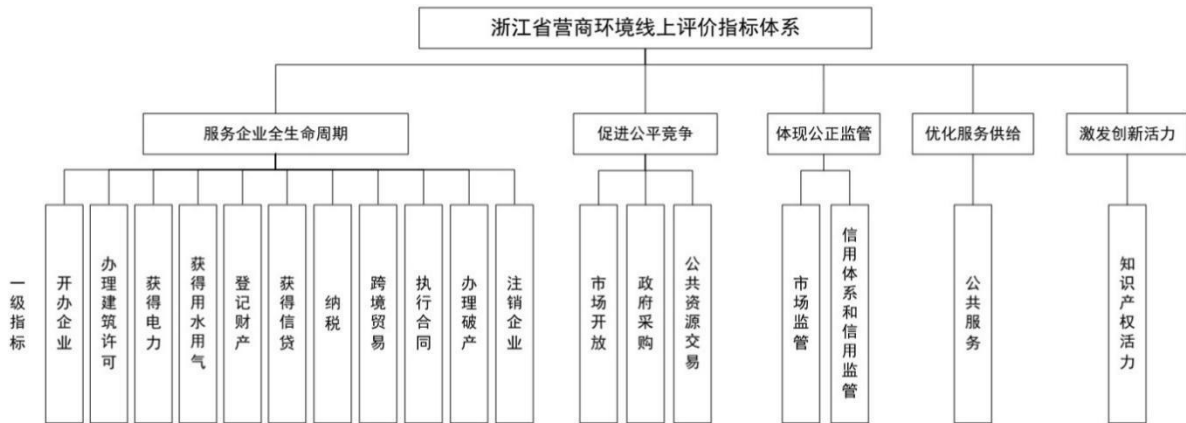 浙江省营商环境线上评价指标体系
服务企业全生命周期
促进公平竞争
体现公正监管
优化服务供给
激发创新活力
一级指标
开办企业
办理建筑许可
获得电力
获得用水用气
登记财产
获得信贷
纳税
跨境贸易
执行合同
办理破产
注销企业
市场开放
政府采购
公共资源交易
市场监管
信用体系和信用监管
公共服务
知识产权活力